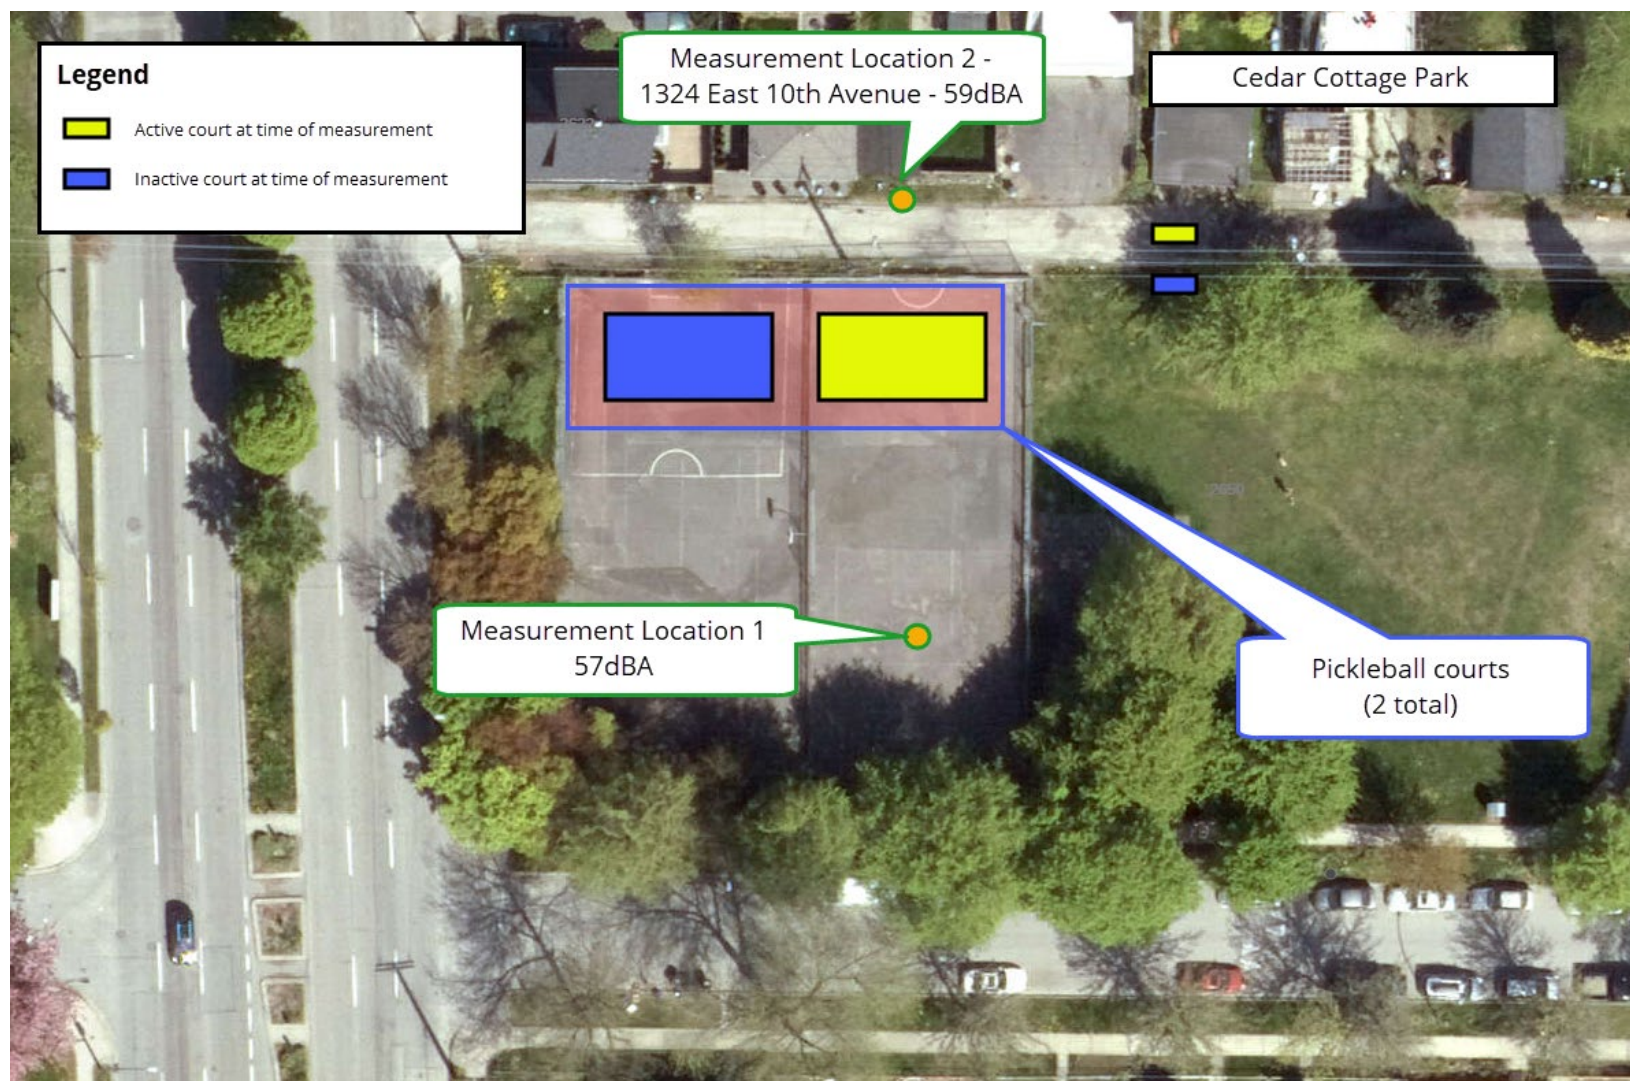 Legend
Active court at time of measurement
Inactive court at time of measurement
Measurement Location 2 -
1324 East 10th Avenue - 59dBA
Cedar Cottage Park
Measurement Location 1
57dBA
Pickleball courts
(2 total)